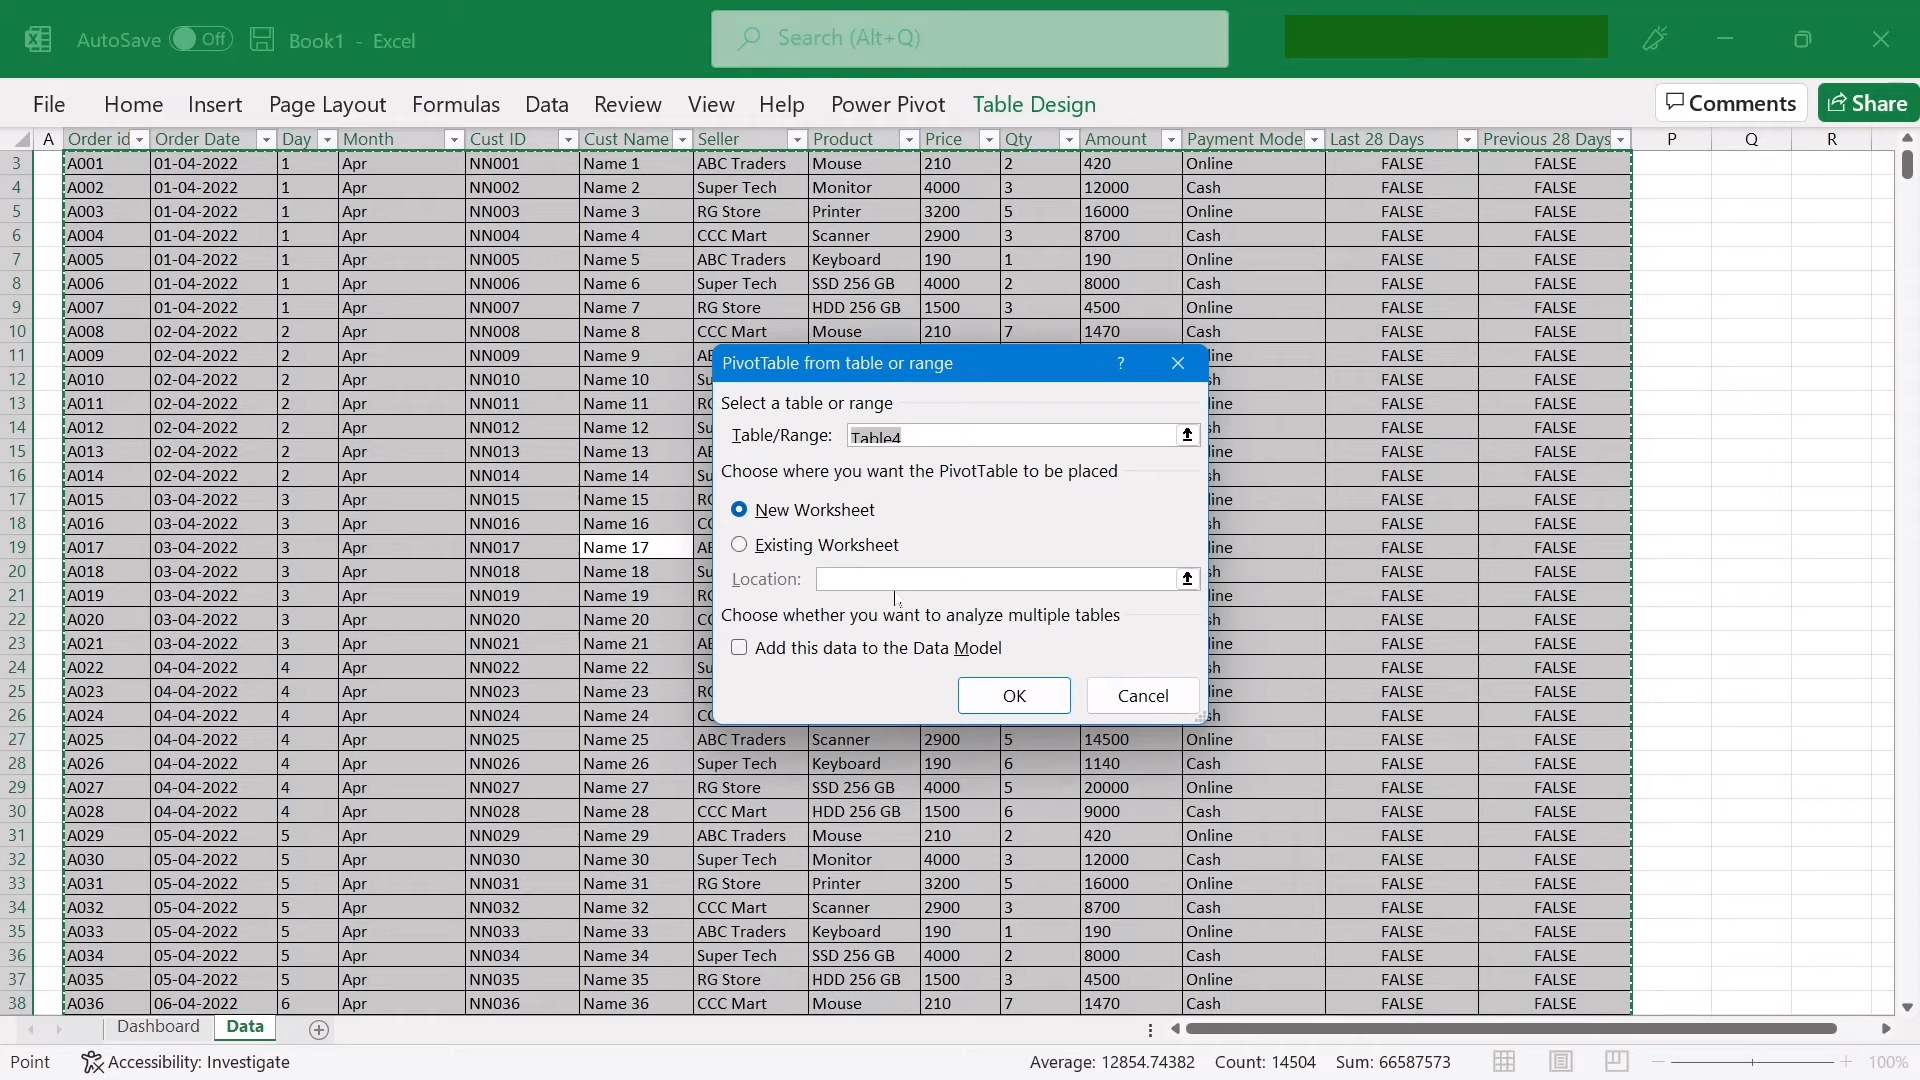 AutoSave Off Book1 - Excel Search (Alt+Q)
File Home Insert Page Layout Formulas Data Review View Help Power Pivot Table Design Comments Share
A Order id Order Date Day Month Cust ID Cust Name Seller Product Price Qty Amount Payment Mode Last 28 Days Previous 28 Days P Q R
3 A001 01-04-2022 1 Apr NN001 Name 1 ABC Traders Mouse 210 2 420 Online FALSE FALSE
4 A002 01-04-2022 1 Apr NN002 Name 2 Super Tech Monitor 4000 3 12000 Cash FALSE FALSE
5 A003 01-04-2022 1 Apr NN003 Name 3 RG Store Printer 3200 5 16000 Online FALSE FALSE
6 A004 01-04-2022 1 Apr NN004 Name 4 CCC Mart Scanner 2900 3 8700 Cash FALSE FALSE
7 A005 01-04-2022 1 Apr NN005 Name 5 ABC Traders Keyboard 190 1 190 Online FALSE FALSE
8 A006 01-04-2022 1 Apr NN006 Name 6 Super Tech SSD 256 GB 4000 2 8000 Cash FALSE FALSE
9 A007 01-04-2022 1 Apr NN007 Name 7 RG Store HDD 256 GB 1500 3 4500 Online FALSE FALSE
10 A008 02-04-2022 2 Apr NN008 Name 8 CCC Mart Mouse 210 7 1470 Cash FALSE FALSE
11 A009 02-04-2022 2 Apr NN009 Name 9 FALSE FALSE
12 A010 02-04-2022 2 Apr NN010 Name 10 FALSE FALSE
13 A011 02-04-2022 2 Apr NN011 Name 11 FALSE FALSE
14 A012 02-04-2022 2 Apr NN012 Name 12 FALSE FALSE
15 A013 02-04-2022 2 Apr NN013 Name 13 FALSE FALSE
16 A014 02-04-2022 2 Apr NN014 Name 14 FALSE FALSE
17 A015 03-04-2022 3 Apr NN015 Name 15 FALSE FALSE
18 A016 03-04-2022 3 Apr NN016 Name 16 FALSE FALSE
19 A017 03-04-2022 3 Apr NN017 Name 17 FALSE FALSE
20 A018 03-04-2022 3 Apr NN018 Name 18 FALSE FALSE
21 A019 03-04-2022 3 Apr NN019 Name 19 FALSE FALSE
22 A020 03-04-2022 3 Apr NN020 Name 20 FALSE FALSE
23 A021 03-04-2022 3 Apr NN021 Name 21 FALSE FALSE
24 A022 04-04-2022 4 Apr NN022 Name 22 FALSE FALSE
25 A023 04-04-2022 4 Apr NN023 Name 23 FALSE FALSE
26 A024 04-04-2022 4 Apr NN024 Name 24 FALSE FALSE
27 A025 04-04-2022 4 Apr NN025 Name 25 ABC Traders Scanner 2900 5 14500 Online FALSE FALSE
28 A026 04-04-2022 4 Apr NN026 Name 26 Super Tech Keyboard 190 6 1140 Cash FALSE FALSE
29 A027 04-04-2022 4 Apr NN027 Name 27 RG Store SSD 256 GB 4000 5 20000 Online FALSE FALSE
30 A028 04-04-2022 4 Apr NN028 Name 28 CCC Mart HDD 256 GB 1500 6 9000 Cash FALSE FALSE
31 A029 05-04-2022 5 Apr NN029 Name 29 ABC Traders Mouse 210 2 420 Online FALSE FALSE
32 A030 05-04-2022 5 Apr NN030 Name 30 Super Tech Monitor 4000 3 12000 Cash FALSE FALSE
33 A031 05-04-2022 5 Apr NN031 Name 31 RG Store Printer 3200 5 16000 Online FALSE FALSE
34 A032 05-04-2022 5 Apr NN032 Name 32 CCC Mart Scanner 2900 3 8700 Cash FALSE FALSE
35 A033 05-04-2022 5 Apr NN033 Name 33 ABC Traders Keyboard 190 1 190 Online FALSE FALSE
36 A034 05-04-2022 5 Apr NN034 Name 34 Super Tech SSD 256 GB 4000 2 8000 Cash FALSE FALSE
37 A035 05-04-2022 5 Apr NN035 Name 35 RG Store HDD 256 GB 1500 3 4500 Online FALSE FALSE
38 A036 06-04-2022 6 Apr NN036 Name 36 CCC Mart Mouse 210 7 1470 Cash FALSE FALSE
PivotTable from table or range ?
Select a table or range
Table/Range: Table4
Choose where you want the PivotTable to be placed
New Worksheet
Existing Worksheet
Location:
Choose whether you want to analyze multiple tables
Add this data to the Data Model
OK Cancel
Dashboard Data
Point Accessibility: Investigate Average: 12854.74382 Count: 14504 Sum: 66587573 100%